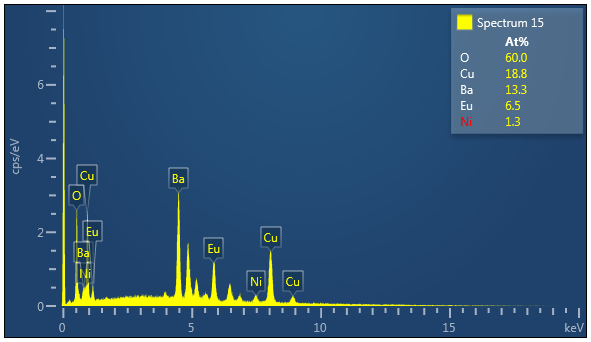 Spectrum 15
At%
O 60.0
Cu 18.8
Ba 13.3
Eu 6.5
Ni 1.3
cps/eV
6
4
2
0
Cu
O
Eu
Ba
Ni
Ba
Eu
Cu
Ni
Cu
0 5 10 15 keV